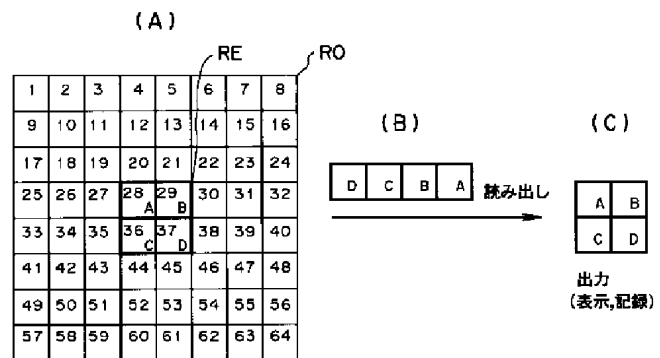 (A)
RE
RO
1 2 3 4 5 6 7 8
9 10 11 12 13 14 15 16
17 18 19 20 21 22 23 24
25 26 27 28 A 29 B 30 31 32
33 34 35 36 C 37 D 38 39 40
41 42 43 44 45 46 47 48
49 50 51 52 53 54 55 56
57 58 59 60 61 62 63 64
(B)
D C B A
読み出し
(C)
A B
C D
出力
(表示,記録)